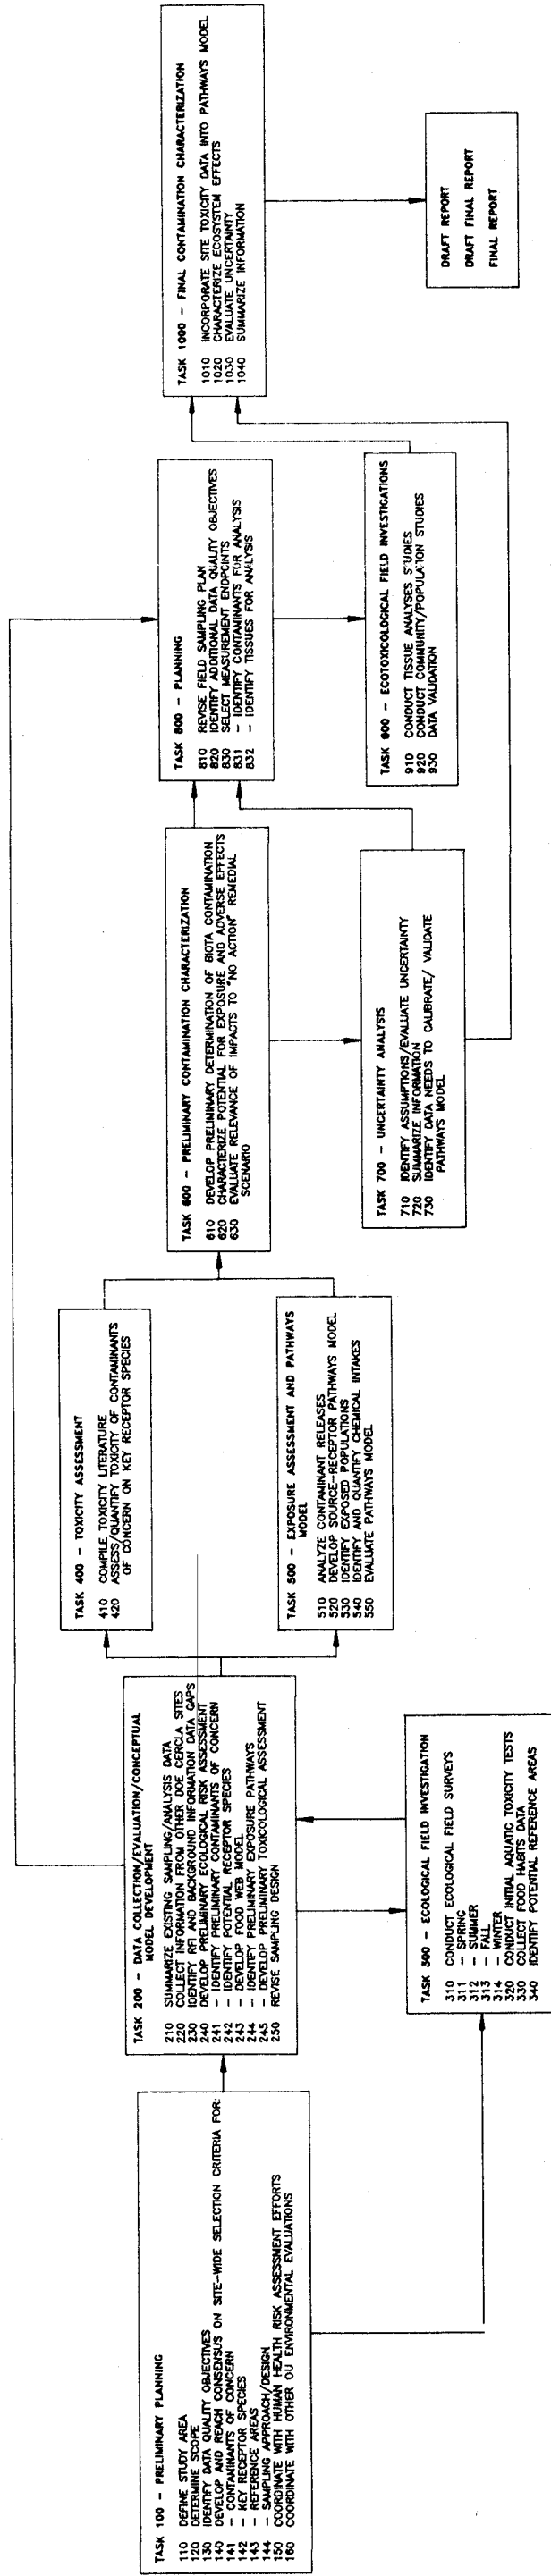 TASK 100 – PRELIMINARY PLANNING
110 DEFINE STUDY AREA
120 DETERMINE SCOPE
130 IDENTIFY DATA QUALITY OBJECTIVES
140 DEVELOP AND REACH CONSENSUS ON SITE–WIDE SELECTION CRITERIA FOR:
141 – CONTAMINANTS OF CONCERN
142 – KEY RECEPTOR SPECIES
143 – REFERENCE AREAS
144 – SAMPLING APPROACH/DESIGN
150 COORDINATE WITH HUMAN HEALTH RISK ASSESSMENT EFFORTS
160 COORDINATE WITH OTHER OU ENVIRONMENTAL EVALUATIONS
TASK 200 – DATA COLLECTION/EVALUATION/CONCEPTUAL
MODEL DEVELOPMENT
210 SUMMARIZE EXISTING SAMPLING/ANALYSIS DATA
220 COLLECT INFORMATION FROM OTHER DOE CERCLA SITES
230 IDENTIFY RFI AND BACKGROUND INFORMATION DATA GAPS
240 DEVELOP PRELIMINARY ECOLOGICAL RISK ASSESSMENT
241 – IDENTIFY PRELIMINARY CONTAMINANTS OF CONCERN
242 – IDENTIFY POTENTIAL RECEPTOR SPECIES
243 – DEVELOP FOOD WEB MODEL
244 – IDENTIFY PRELIMINARY EXPOSURE PATHWAYS
245 – DEVELOP PRELIMINARY TOXICOLOGICAL ASSESSMENT
250 REVISE SAMPLING DESIGN
TASK 300 – ECOLOGICAL FIELD INVESTIGATION
310 CONDUCT ECOLOGICAL FIELD SURVEYS
311 – SPRING
312 – SUMMER
313 – FALL
314 – WINTER
320 CONDUCT INITIAL AQUATIC TOXICITY TESTS
330 COLLECT FOOD HABITS DATA
340 IDENTIFY POTENTIAL REFERENCE AREAS
TASK 400 – TOXICITY ASSESSMENT
410 COMPILE TOXICITY LITERATURE
420 ASSESS/QUANTIFY TOXICITY OF CONTAMINANTS
OF CONCERN ON KEY RECEPTOR SPECIES
TASK 500 – EXPOSURE ASSESSMENT AND PATHWAYS
MODEL
510 ANALYZE CONTAMINANT RELEASES
520 DEVELOP SOURCE–RECEPTOR PATHWAYS MODEL
530 IDENTIFY EXPOSED POPULATIONS
540 IDENTIFY AND QUANTIFY CHEMICAL INTAKES
550 EVALUATE PATHWAYS MODEL
TASK 600 – PRELIMINARY CONTAMINATION CHARACTERIZATION
610 DEVELOP PRELIMINARY DETERMINATION OF BIOTA CONTAMINATION
620 CHARACTERIZE POTENTIAL FOR EXPOSURE AND ADVERSE EFFECTS
630 EVALUATE RELEVANCE OF IMPACTS TO "NO ACTION" REMEDIAL
SCENARIO
TASK 700 – UNCERTAINTY ANALYSIS
710 IDENTIFY ASSUMPTIONS/EVALUATE UNCERTAINTY
720 SUMMARIZE INFORMATION
730 IDENTIFY DATA NEEDS TO CALIBRATE/ VALIDATE
PATHWAYS MODEL
TASK 800 – PLANNING
810 REVISE FIELD SAMPLING PLAN
820 IDENTIFY ADDITIONAL DATA QUALITY OBJECTIVES
830 SELECT MEASUREMENT ENDPOINTS
831 – IDENTIFY CONTAMINANTS FOR ANALYSIS
832 – IDENTIFY TISSUES FOR ANALYSIS
TASK 900 – ECOTOXICOLOGICAL FIELD INVESTIGATIONS
910 CONDUCT TISSUE ANALYSES STUDIES
920 CONDUCT COMMUNITY/POPULATION STUDIES
930 DATA VALIDATION
TASK 1000 – FINAL CONTAMINATION CHARACTERIZATION
1010 INCORPORATE SITE TOXICITY DATA INTO PATHWAYS MODEL
1020 CHARACTERIZE ECOSYSTEM EFFECTS
1030 EVALUATE UNCERTAINTY
1040 SUMMARIZE INFORMATION
DRAFT REPORT
DRAFT FINAL REPORT
FINAL REPORT